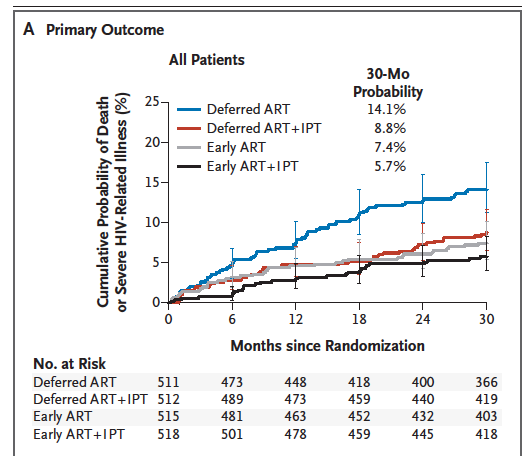 A Primary Outcome
All Patients
30-Mo
Probability
Deferred ART 14.1%
Deferred ART+IPT 8.8%
Early ART 7.4%
Early ART+IPT 5.7%
Cumulative Probability of Death
or Severe HIV-Related Illness (%)
25
20
15
10
5
0
0 6 12 18 24 30
Months since Randomization
No. at Risk
Deferred ART 511 473 448 418 400 366
Deferred ART+IPT 512 489 473 459 440 419
Early ART 515 481 463 452 432 403
Early ART+IPT 518 501 478 459 445 418